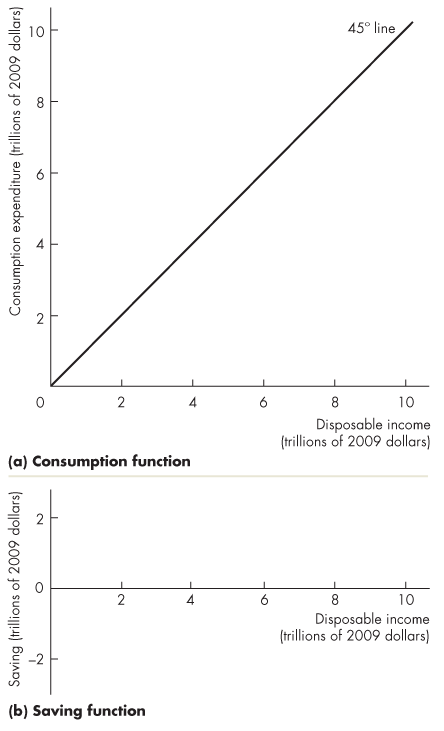 Consumption expenditure (trillions of 2009 dollars)
10
8
6
4
2
0
45° line
2 4 6 8 10
Disposable income
(trillions of 2009 dollars)
(a) Consumption function
Saving (trillions of 2009 dollars)
2
0
–2
2 4 6 8 10
Disposable income
(trillions of 2009 dollars)
(b) Saving function